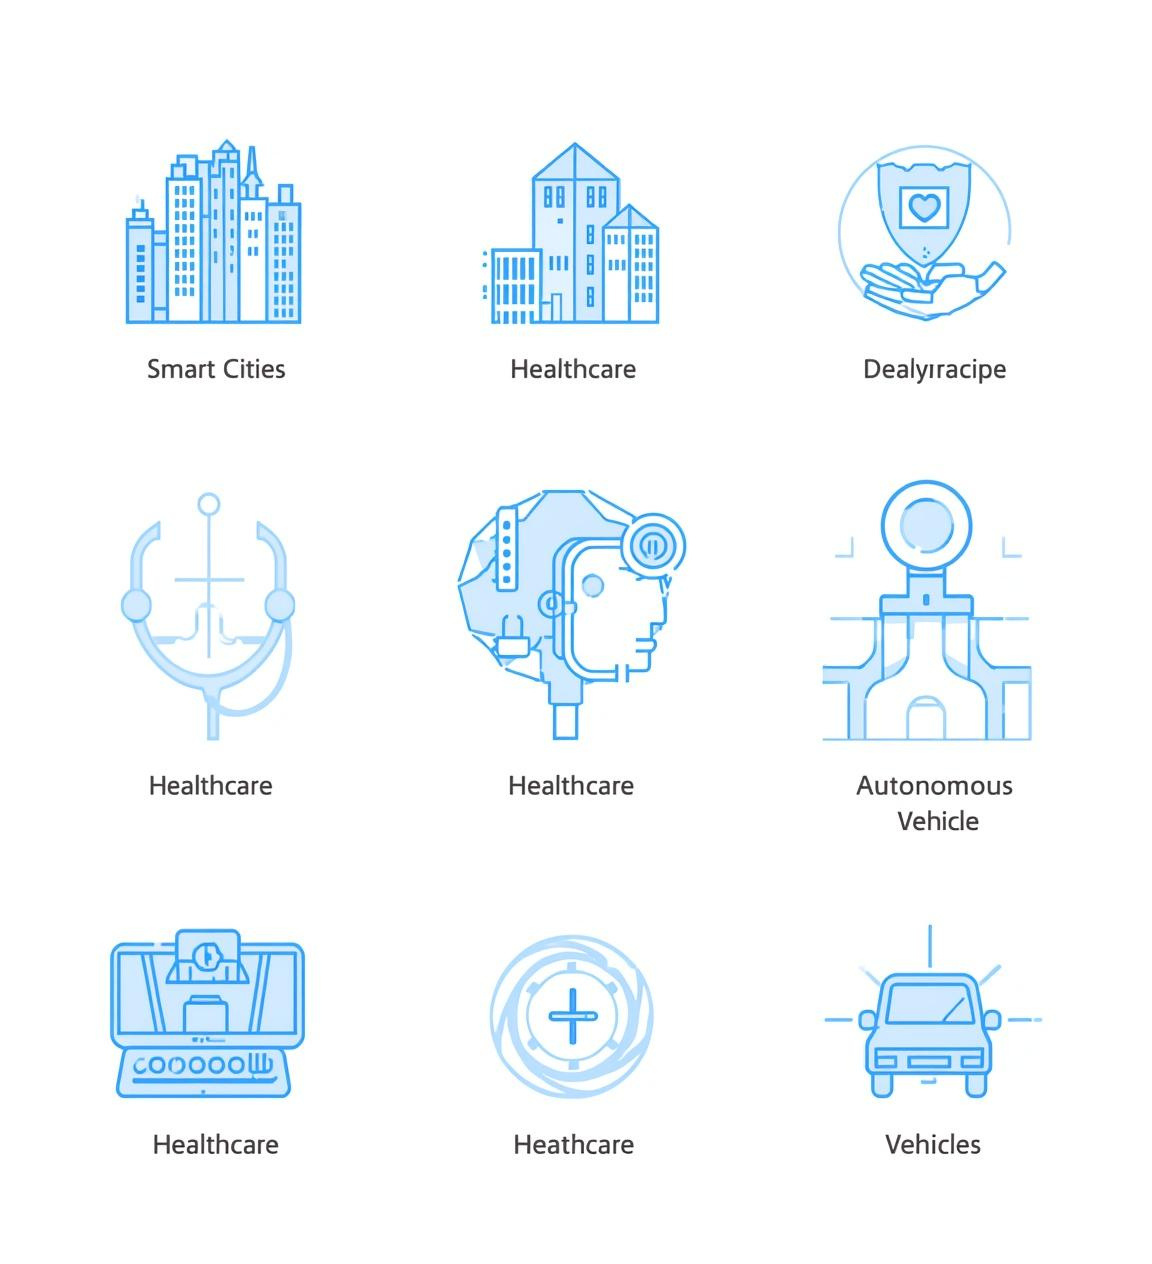 Smart Cities
Healthcare
Dealyıracipe
Healthcare
Healthcare
Autonomous
Vehicle
Healthcare
Heathcare
Vehicles